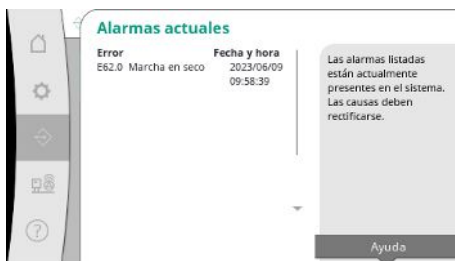 Alarmas actuales
Error Fecha y hora
E62.0 Marcha en seco 2023/06/09
09:58:39
Las alarmas listadas
están actualmente
presentes en el sistema.
Las causas deben
rectificarse.
Ayuda